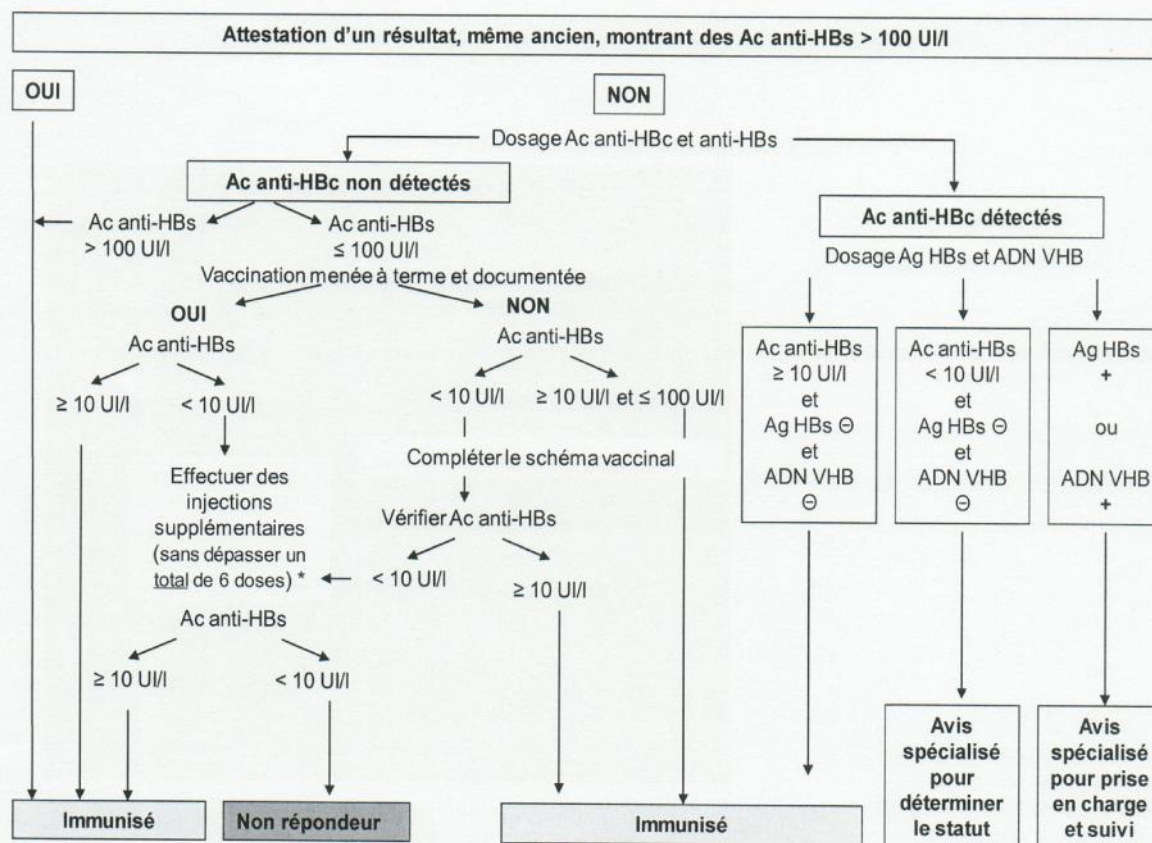 Attestation d'un résultat, même ancien, montrant des Ac anti-HBs > 100 UI/l
OUI
NON
Dosage Ac anti-HBc et anti-HBs
Ac anti-HBc non détectés
Ac anti-HBs
> 100 UI/l
Ac anti-HBs
≤ 100 UI/l
Vaccination menée à terme et documentée
OUI
Ac anti-HBs
≥ 10 UI/l
< 10 UI/l
Effectuer des
injections
supplémentaires
(sans dépasser un
total de 6 doses) *
Ac anti-HBs
≥ 10 UI/l
< 10 UI/l
NON
Ac anti-HBs
< 10 UI/l
≥ 10 UI/l et ≤ 100 UI/l
Compléter le schéma vaccinal
Vérifier Ac anti-HBs
< 10 UI/l
≥ 10 UI/l
Ac anti-HBc détectés
Dosage Ag HBs et ADN VHB
Ac anti-HBs
≥ 10 UI/l
et
Ag HBs ⊖
et
ADN VHB
⊖
Ac anti-HBs
< 10 UI/l
et
Ag HBs ⊖
et
ADN VHB
⊖
Ag HBs
+
ou
ADN VHB
+
Immunisé
Non répondeur
Immunisé
Avis
spécialisé
pour
déterminer
le statut
Avis
spécialisé
pour prise
en charge
et suivi